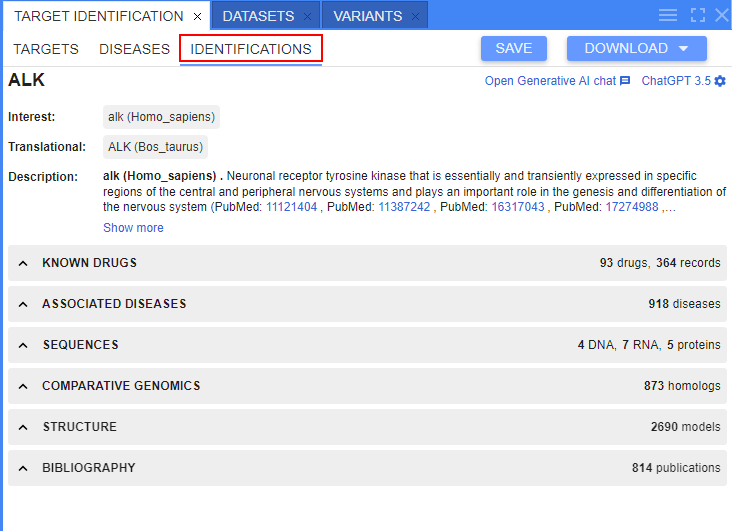 TARGET IDENTIFICATION × DATASETS × VARIANTS ×
TARGETS DISEASES IDENTIFICATIONS SAVE DOWNLOAD
ALK Open Generative AI chat ChatGPT 3.5
Interest: alk (Homo_sapiens)
Translational: ALK (Bos_taurus)
Description: alk (Homo_sapiens) . Neuronal receptor tyrosine kinase that is essentially and transiently expressed in specific
regions of the central and peripheral nervous systems and plays an important role in the genesis and differentiation of
the nervous system (PubMed: 11121404 , PubMed: 11387242 , PubMed: 16317043 , PubMed: 17274988 ,...
Show more
KNOWN DRUGS 93 drugs, 364 records
ASSOCIATED DISEASES 918 diseases
SEQUENCES 4 DNA, 7 RNA, 5 proteins
COMPARATIVE GENOMICS 873 homologs
STRUCTURE 2690 models
BIBLIOGRAPHY 814 publications